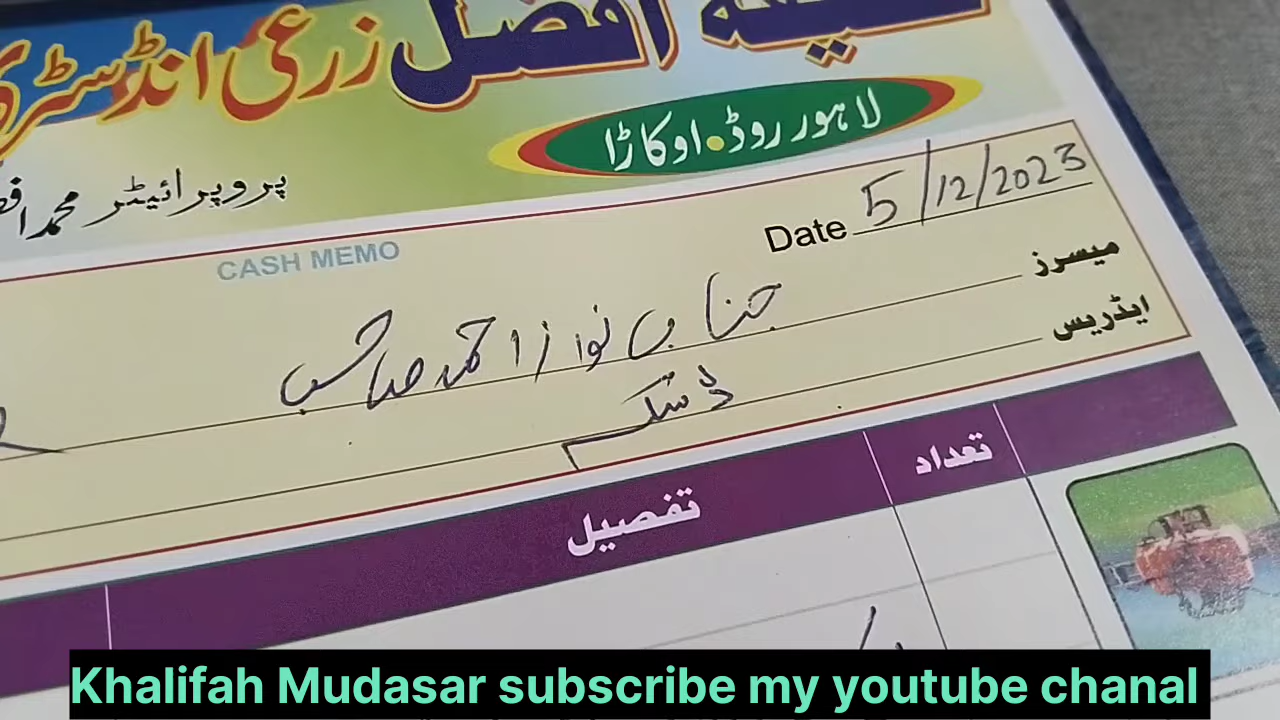 افضل زرعی انڈسٹری
لاہور روڈ • اوکاڑا
پروپرائیٹر محمد
CASH MEMO
Date 5/12/2023
میسرز جناب نواز احمد صاحب
ایڈریس ڈسکہ
تعداد تفصیل
Khalifah Mudasar subscribe my youtube chanal